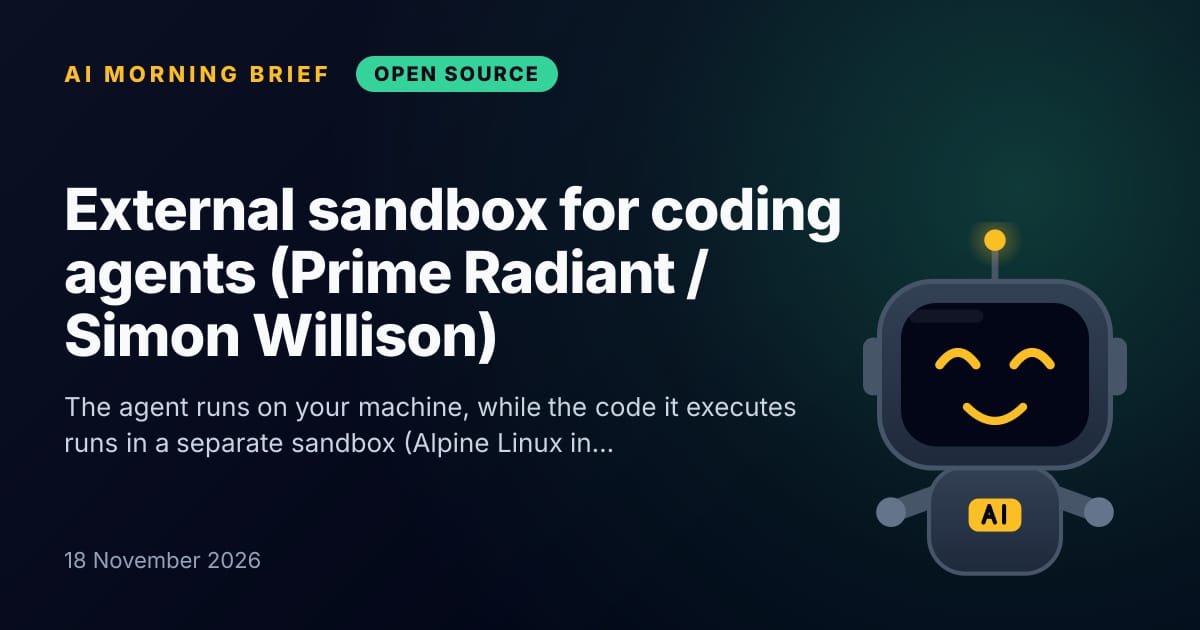 AI MORNING BRIEF
OPEN SOURCE
External sandbox for coding
agents (Prime Radiant /
Simon Willison)
The agent runs on your machine, while the code it executes
runs in a separate sandbox (Alpine Linux in...
AI
18 November 2026